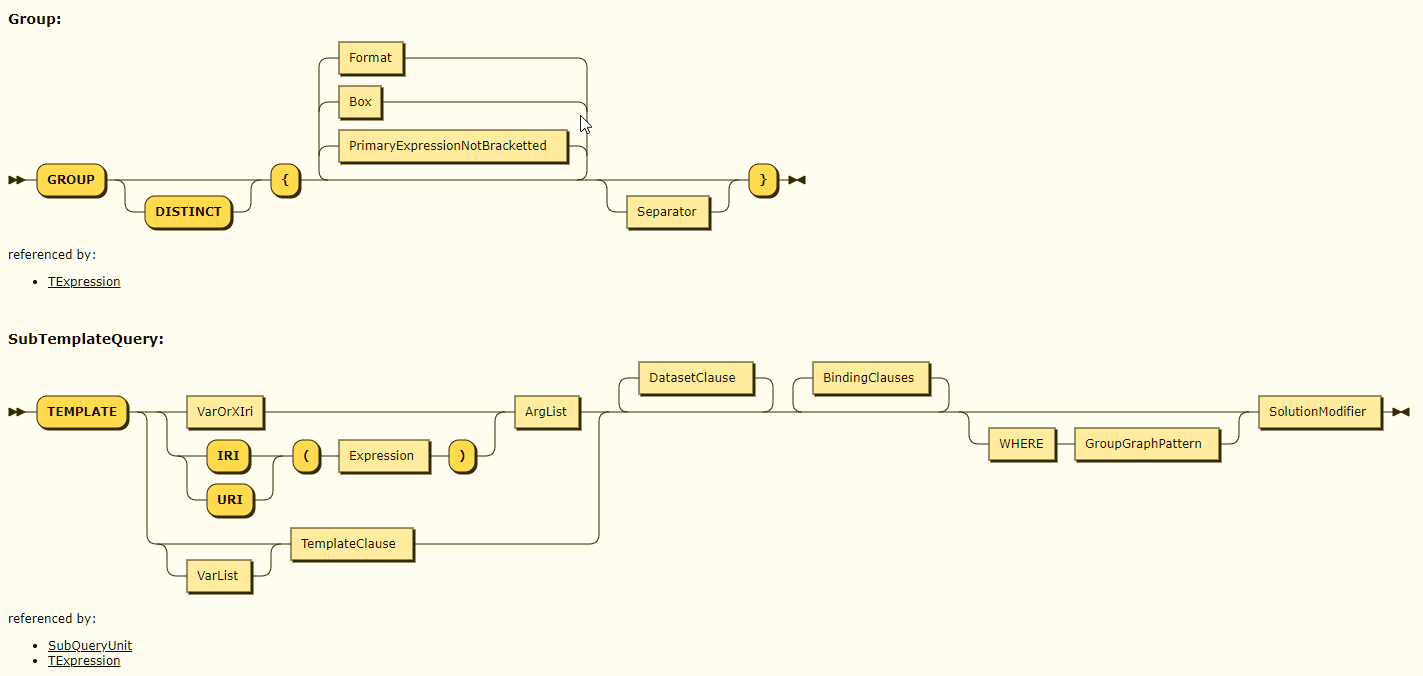 Group:
Format
Box
PrimaryExpressionNotBracketted
GROUP { }
DISTINCT Separator
referenced by:
TExpression
SubTemplateQuery:
DatasetClause BindingClauses
TEMPLATE VarOrXIri ArgList SolutionModifier
IRI ( Expression ) WHERE GroupGraphPattern
URI
TemplateClause
VarList
referenced by:
SubQueryUnit
TExpression